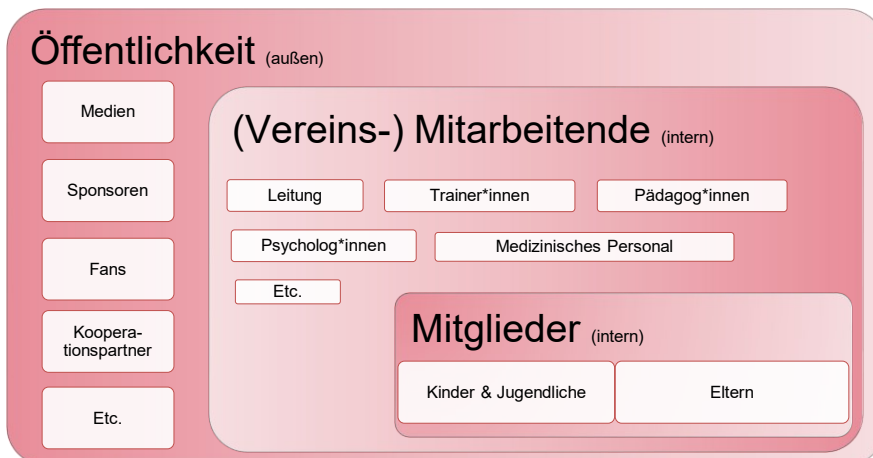 Öffentlichkeit (außen)
Medien
Sponsoren
Fans
Koopera-
tionspartner
Etc.
(Vereins-) Mitarbeitende (intern)
Leitung
Trainer*innen
Pädagog*innen
Psycholog*innen
Medizinisches Personal
Etc.
Mitglieder (intern)
Kinder & Jugendliche
Eltern